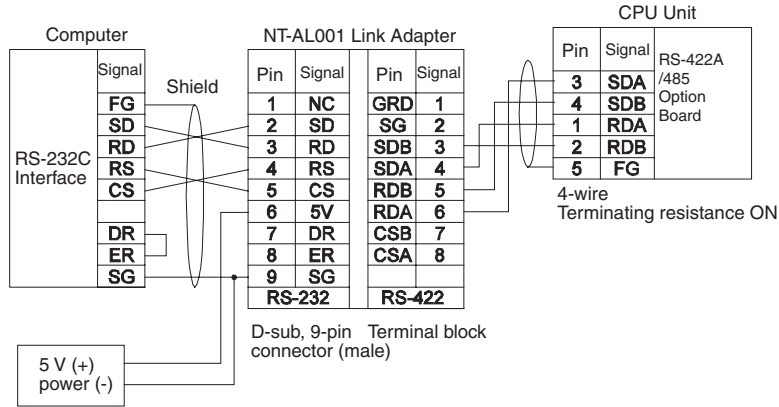 Computer
Signal
FG
SD
RD
RS
CS
DR
ER
SG
RS-232C
Interface
Shield
NT-AL001 Link Adapter
Pin Signal Pin Signal
1 NC GRD 1
2 SD SG 2
3 RD SDB 3
4 RS SDA 4
5 CS RDB 5
6 5V RDA 6
7 DR CSB 7
8 ER CSA 8
9 SG
RS-232 RS-422
D-sub, 9-pin
connector (male)
Terminal block
CPU Unit
Pin Signal
3 SDA
4 SDB
1 RDA
2 RDB
5 FG
RS-422A
/485
Option
Board
4-wire
Terminating resistance ON
5 V (+)
power (-)